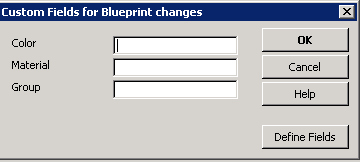 Custom Fields for Blueprint changes
Color
OK
Material
Cancel
Group
Help
Define Fields